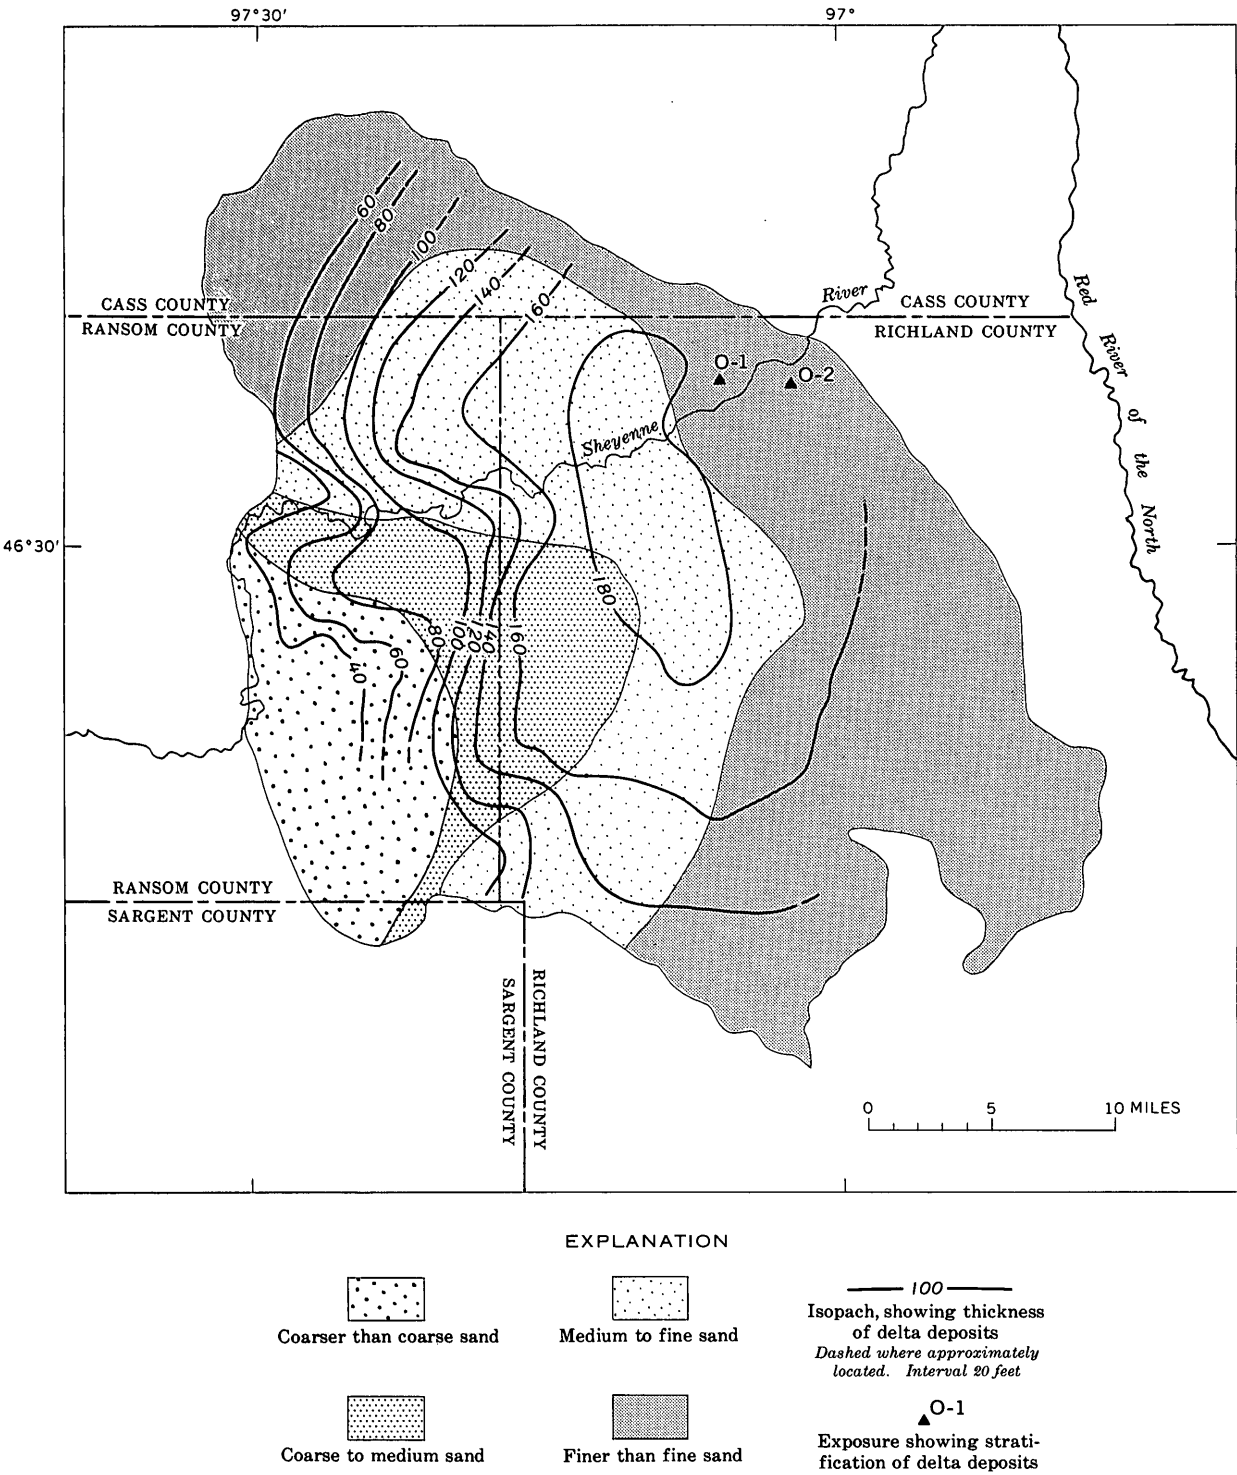 97°30′
97°
60
80
100
120
140
160
CASS COUNTY
RANSOM COUNTY
River
CASS COUNTY
RICHLAND COUNTY
Red River of the North
O-1
O-2
Sheyenne
46°30′
180
40
60
80
100
120
140
160
RANSOM COUNTY
SARGENT COUNTY
SARGENT COUNTY
RICHLAND COUNTY
0 5 10 MILES
EXPLANATION
Coarser than coarse sand
Medium to fine sand
100
Isopach, showing thickness
of delta deposits
Dashed where approximately
located. Interval 20 feet
Coarse to medium sand
Finer than fine sand
O-1
Exposure showing strati-
fication of delta deposits